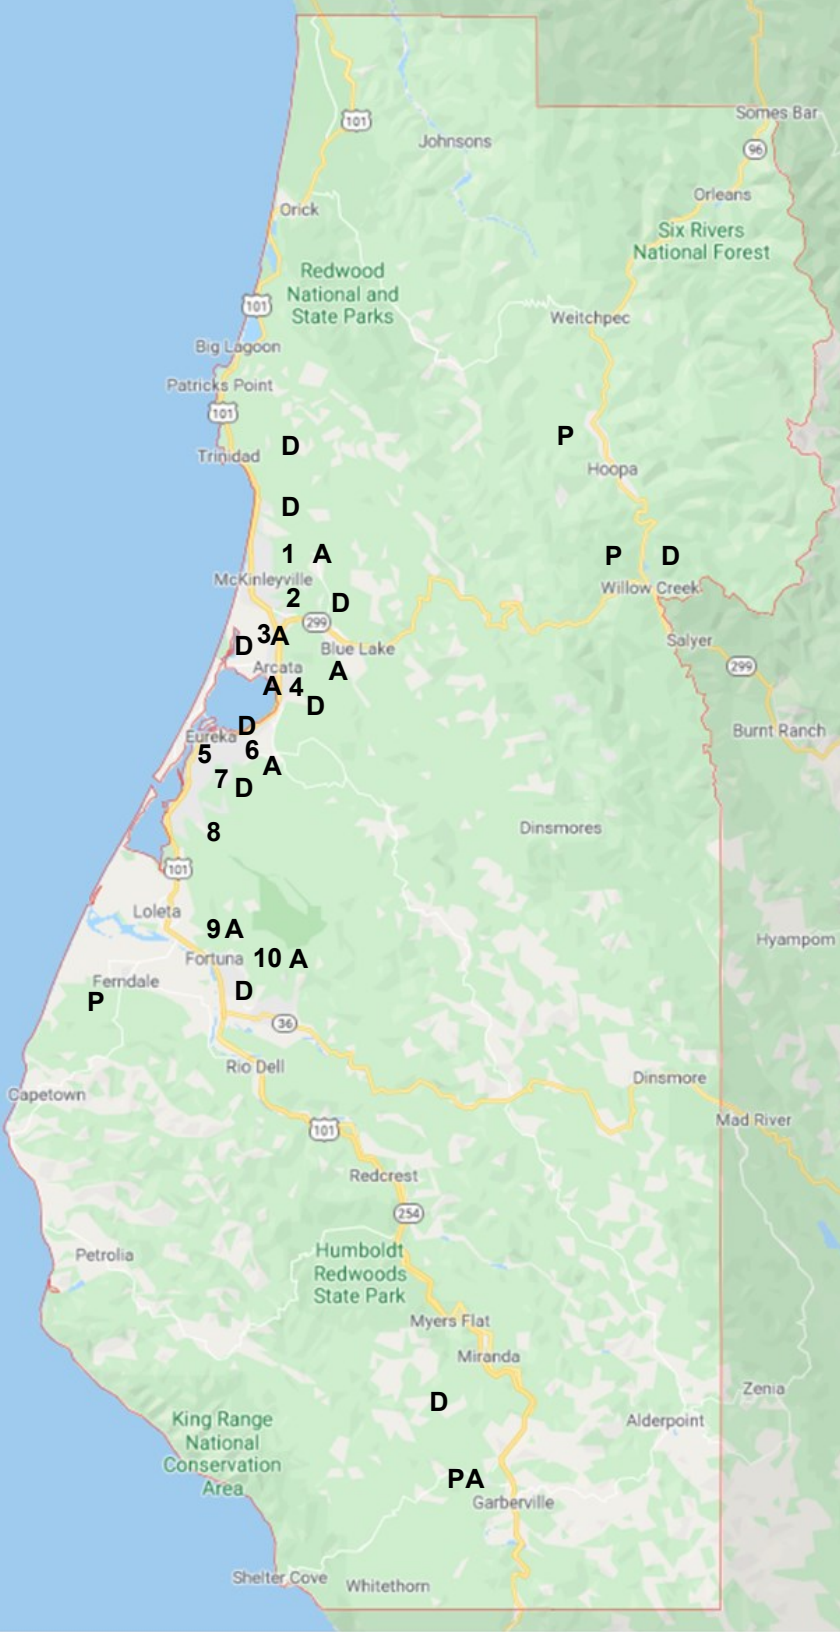 Somes Bar
101
Johnsons
96
Orleans
Orick
Six Rivers
National Forest
Redwood
National and
State Parks
101
Weitchpec
Big Lagoon
Patricks Point
101
P
D
Trinidad
Hoopa
D
1 A
P D
McKinleyville
Willow Creek
2 D
299
3A
D
Salyer
Blue Lake
Arcata
A
299
A 4
D
D
Eureka
Burnt Ranch
5 6
A
7 D
Dinsmores
8
101
Loleta
9 A
Hyampom
Fortuna
10 A
Ferndale
D
P
36
Rio Dell
Dinsmore
Capetown
Mad River
101
Redcrest
254
Petrolia
Humboldt
Redwoods
State Park
Myers Flat
Miranda
Zenia
D
King Range
National
Conservation
Area
Alderpoint
PA
Garberville
Shelter Cove
Whitethorn